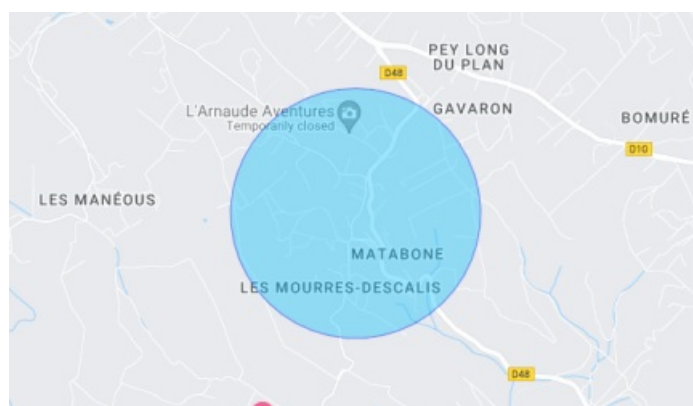 PEY LONG
DU PLAN
D48
L'Arnaude Aventures
Temporarily closed
GAVARON
BOMURÉ
D10
LES MANÉOUS
MATABONE
LES MOURRES-DESCALIS
D48